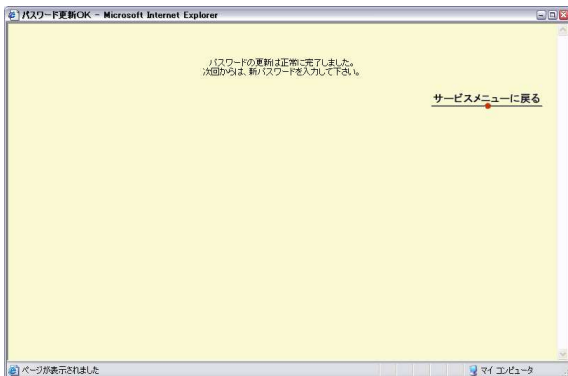 パスワード更新OK - Microsoft Internet Explorer
パスワードの更新は正常に完了しました。
次回からは、新パスワードを入力して下さい。
サービスメニューに戻る
ページが表示されました
マイ コンピュータ